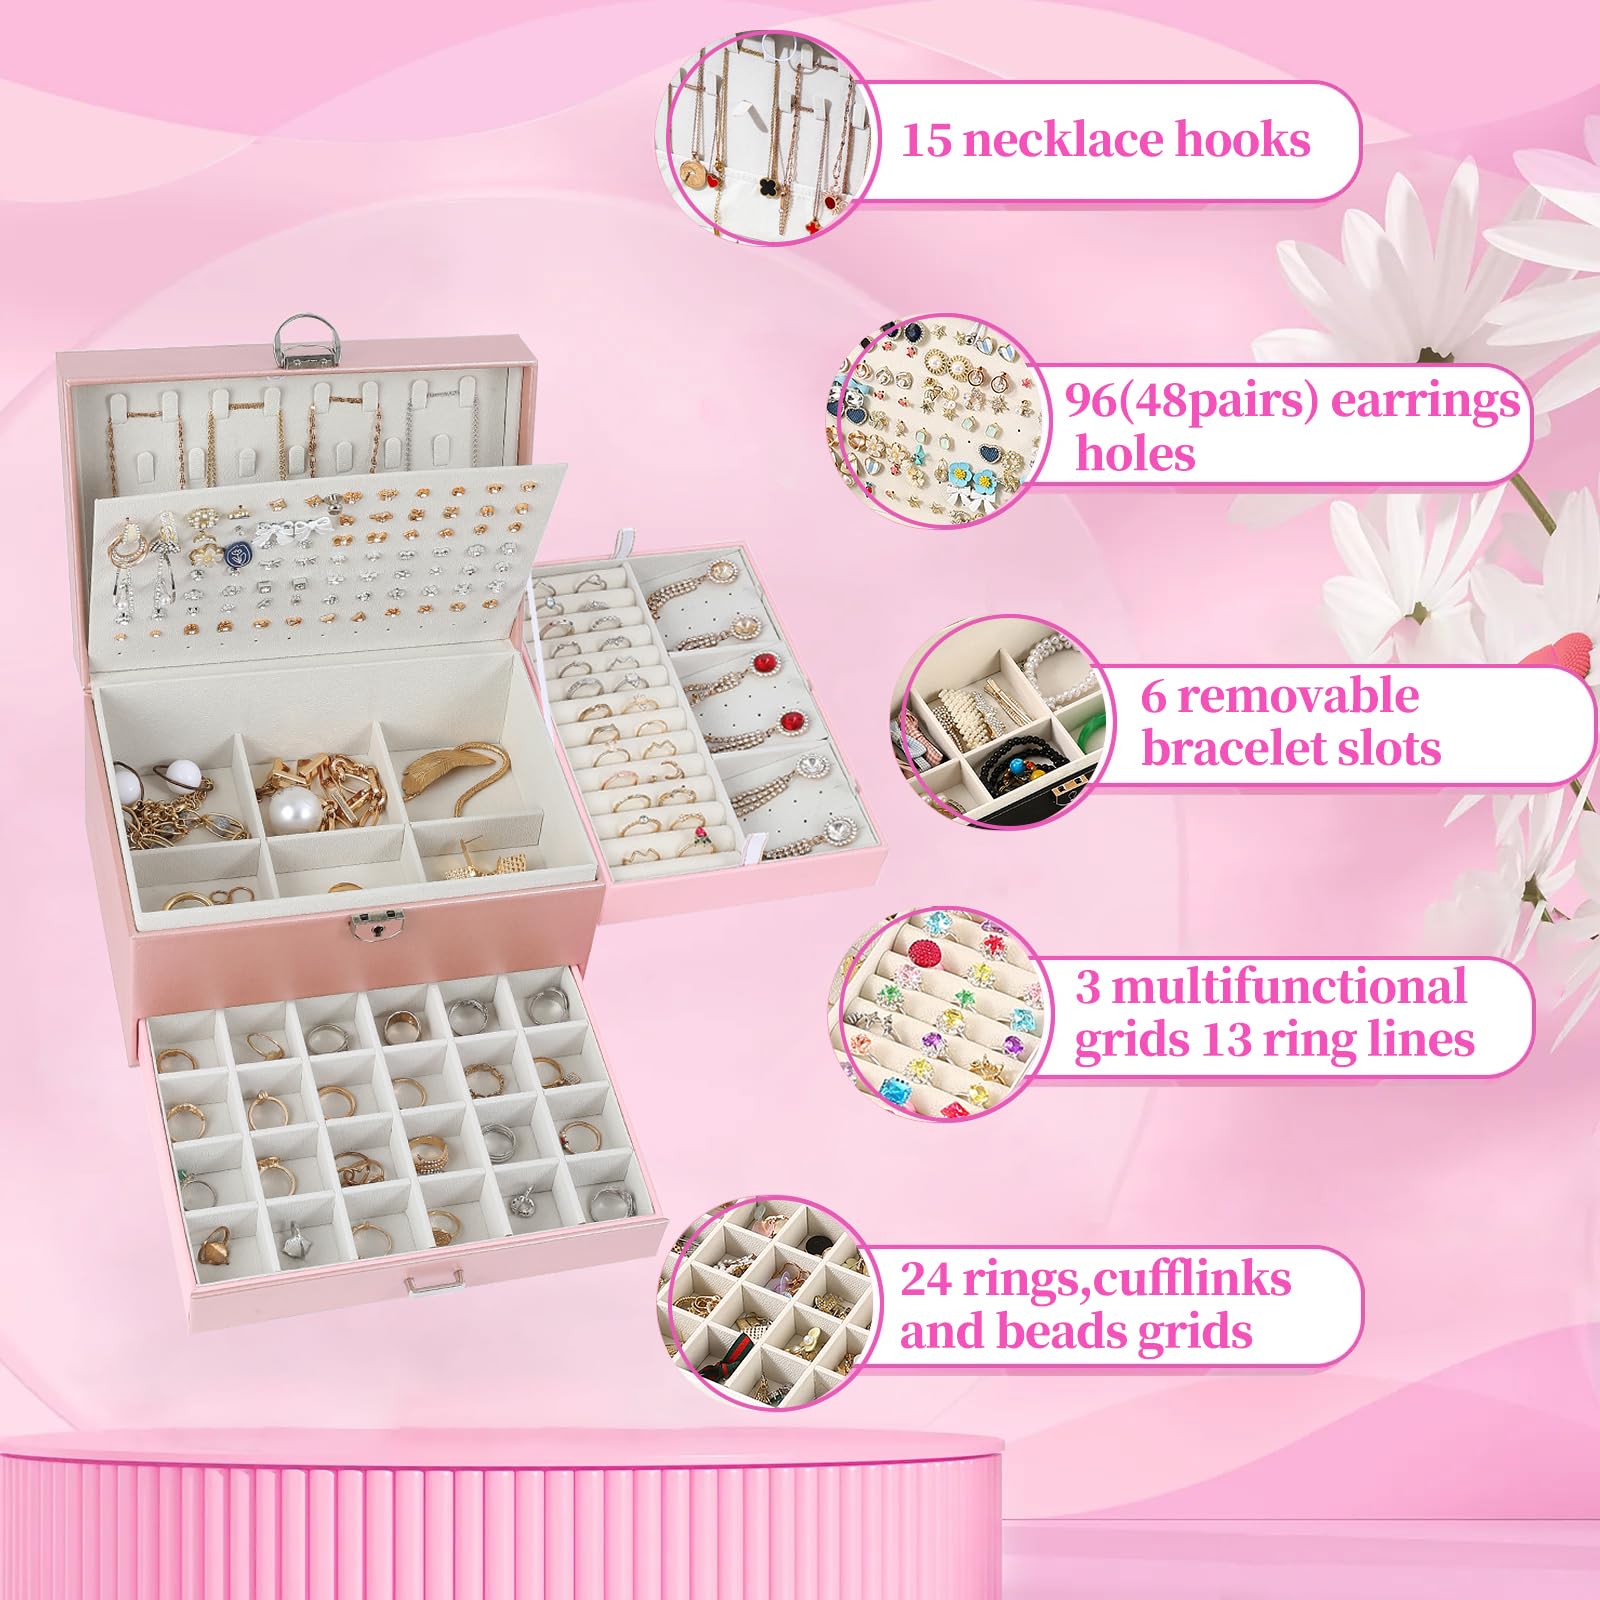 15 necklace hooks
96(48pairs) earrings
holes
6 removable
bracelet slots
3 multifunctional
grids 13 ring lines
24 rings,cufflinks
and beads grids